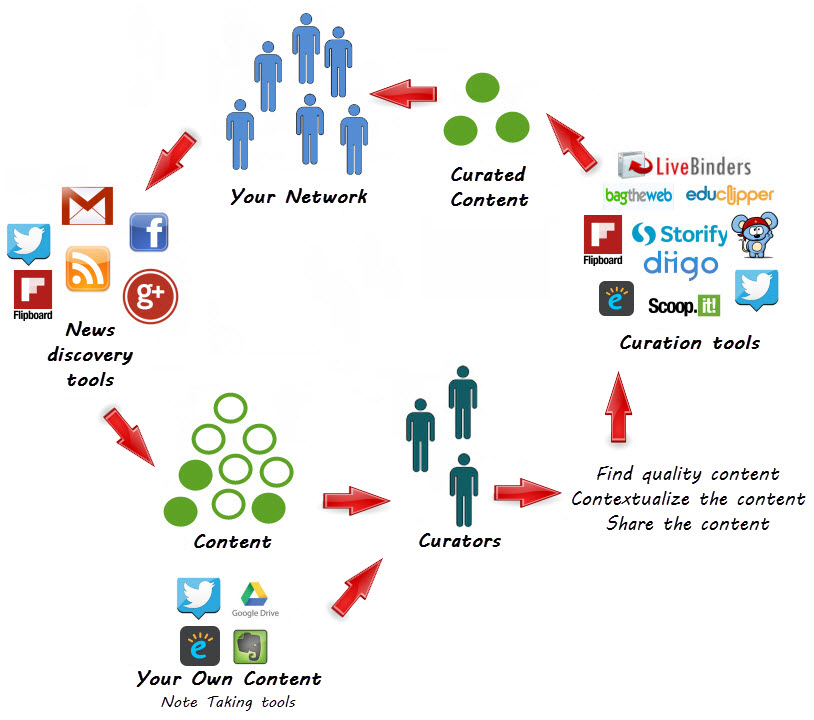 Your Network
Curated
Content
LiveBinders
bagtheweb
educlipper
Flipboard
Storify
diigo
e
Scoop.it!
Curation tools
f
g+
Flipboard
News
discovery
tools
Content
Curators
Find quality content
Contextualize the content
Share the content
Google Drive
e
Your Own Content
Note Taking tools